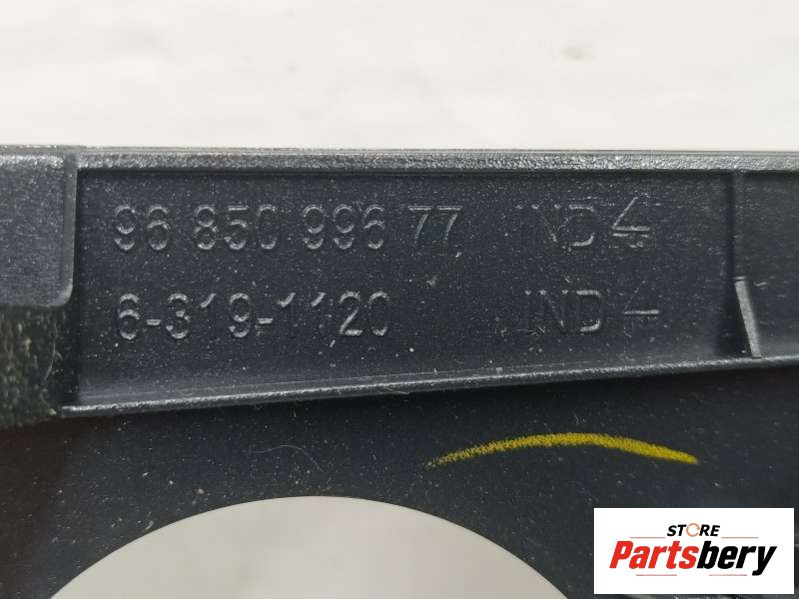 96 850 996 77 IND 4
6-319-1120 IND 4
STORE
Partsbery